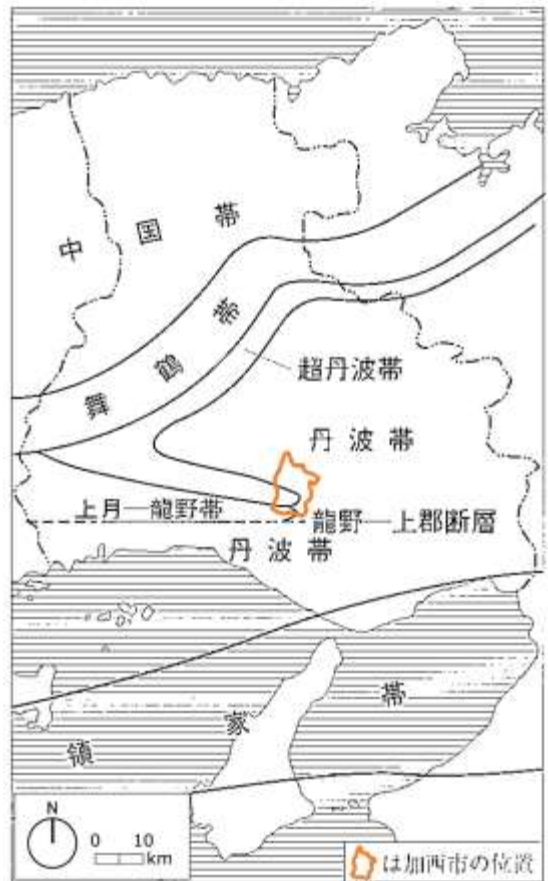 中国帯
舞鶴帯
超丹波帯
丹波帯
上月―龍野帯
龍野―上郡断層
丹波帯
領家帯
N
0 10
km
は加西市の位置